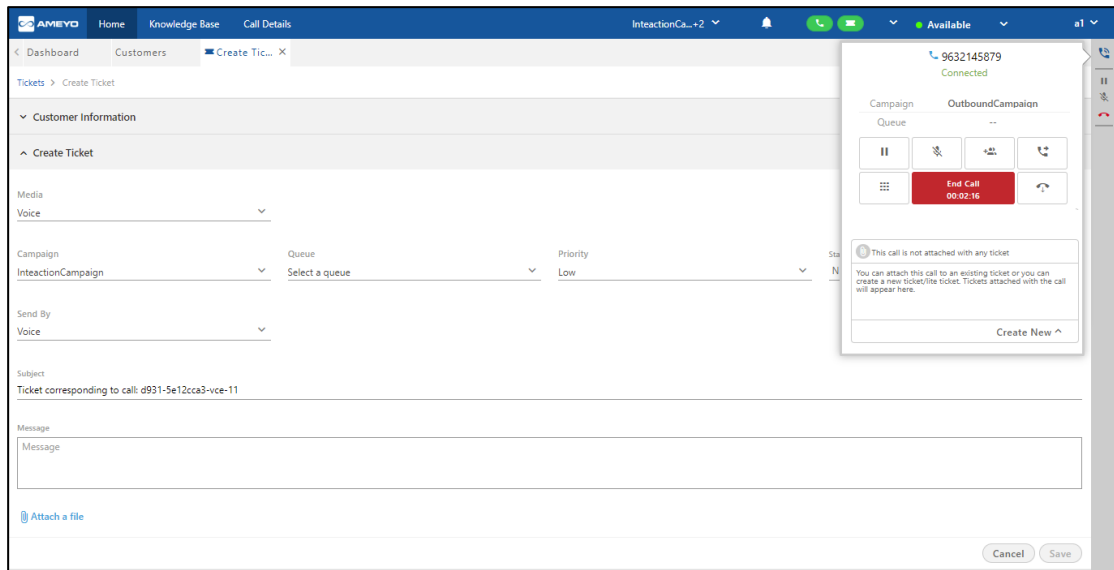 AMEYO Home Knowledge Base Call Details InteactionCa...+2 Available a1
Dashboard Customers Create Tic... X
Tickets > Create Ticket
Customer Information
Create Ticket
Media
Voice
Campaign Queue Priority Sta
InteactionCampaign Select a queue Low N
Send By
Voice
Subject
Ticket corresponding to call: d931-5e12cca3-vce-11
Message
Message
Attach a file
Cancel Save
9632145879
Connected
Campaign OutboundCampaign
Queue --
End Call
00:02:16
This call is not attached with any ticket
You can attach this call to an existing ticket or you can
create a new ticket/lite ticket. Tickets attached with the call
will appear here.
Create New